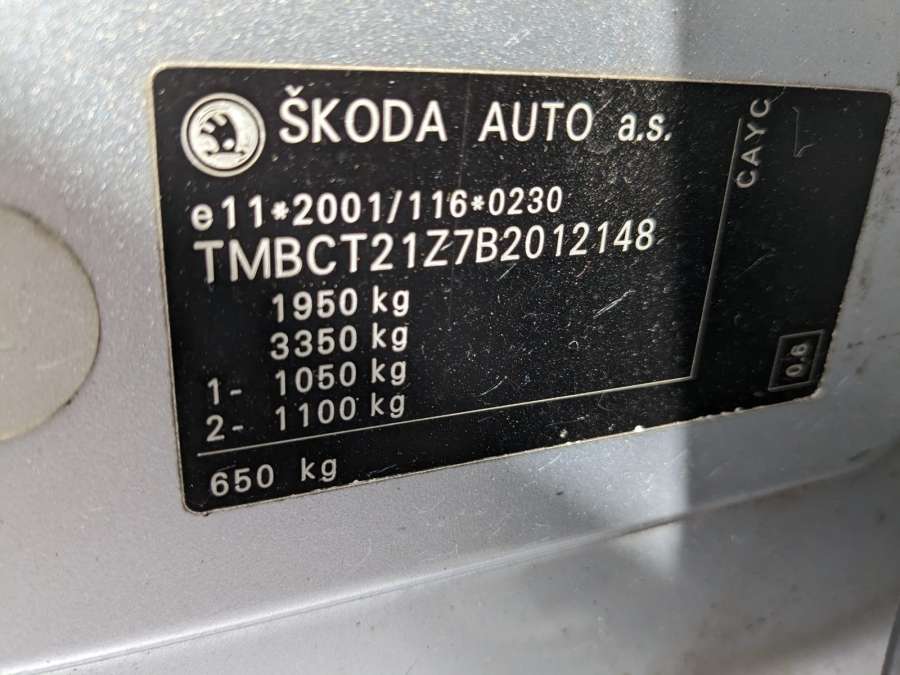 ŠKODA AUTO a.s.
e11*2001/116*0230
TMBCT21Z7B2012148
1950 kg
3350 kg
1- 1050 kg
2- 1100 kg
650 kg
CAYC
0.6